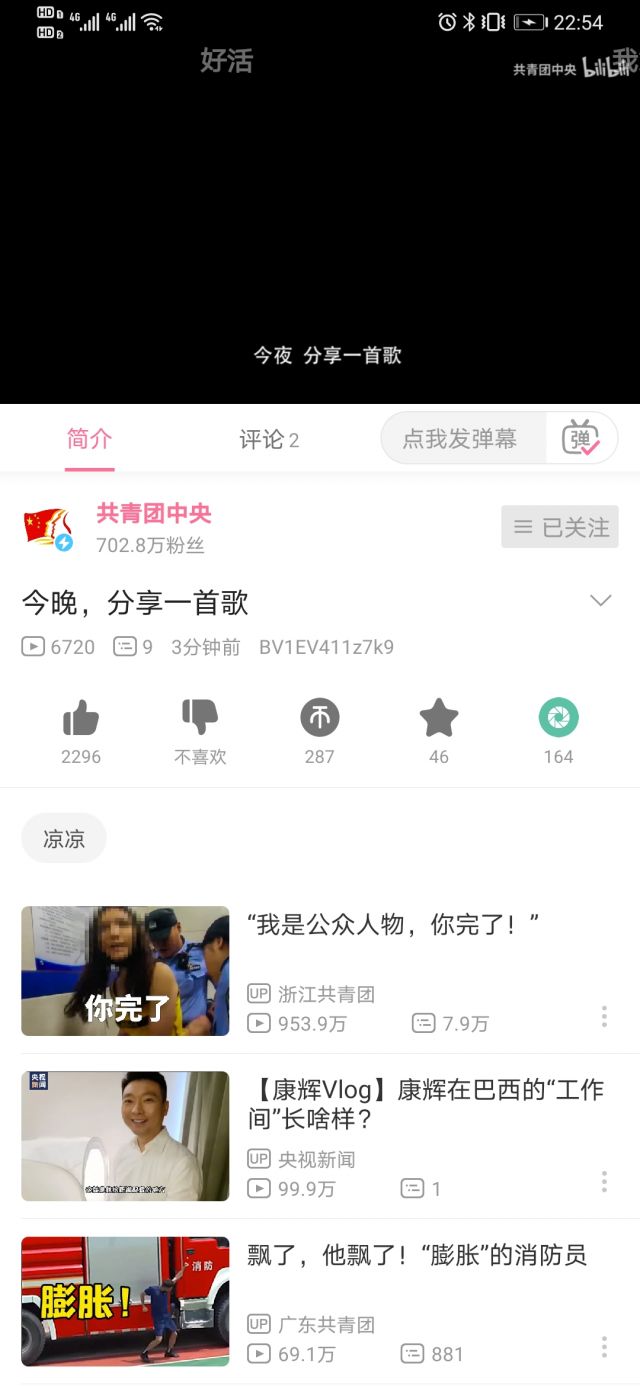 HD 1 4G 4G 22:54
HD 2
好活
共青团中央 bilibili 我
今夜 分享一首歌
简介 评论 2 点我发弹幕 弹
共青团中央
702.8万粉丝
已关注
今晚，分享一首歌
6720 9 3分钟前 BV1EV411z7k9
2296 不喜欢 287 46 164
凉凉
你完了
“我是公众人物，你完了！”
UP 浙江共青团
953.9万 7.9万
央视
新闻
【康辉Vlog】康辉在巴西的“工作
间”长啥样？
UP 央视新闻
99.9万 1
消防
膨胀！
飘了，他飘了！“膨胀”的消防员
UP 广东共青团
69.1万 881